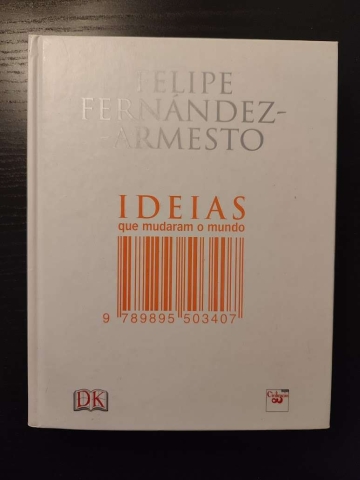 FELIPE
FERNÁNDEZ-
ARMESTO
IDEIAS
que mudaram o mundo
9 789895 503407
DK